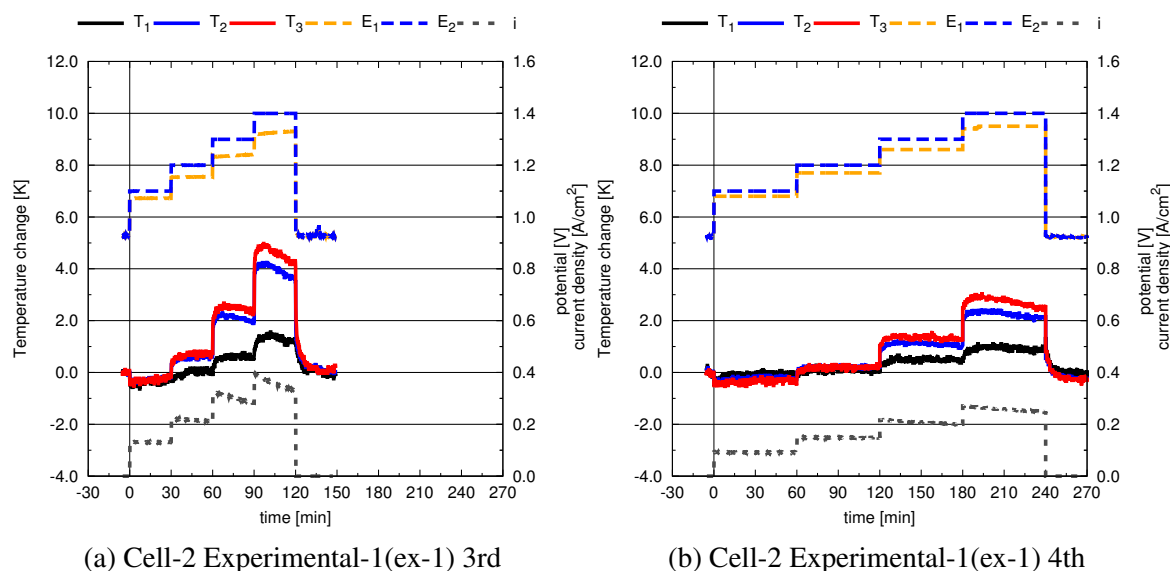 T1 T2 T3 E1 E2 i
12.0 10.0 8.0 6.0 4.0 2.0 0.0 -2.0 -4.0
Temperature change [K]
1.6 1.4 1.2 1.0 0.8 0.6 0.4 0.2 0.0
potential [V]
current density [A/cm2]
-30 0 30 60 90 120 150 180 210 240 270
time [min]
(a) Cell-2 Experimental-1(ex-1) 3rd
T1 T2 T3 E1 E2 i
12.0 10.0 8.0 6.0 4.0 2.0 0.0 -2.0 -4.0
Temperature change [K]
1.6 1.4 1.2 1.0 0.8 0.6 0.4 0.2 0.0
potential [V]
current density [A/cm2]
-30 0 30 60 90 120 150 180 210 240 270
time [min]
(b) Cell-2 Experimental-1(ex-1) 4th